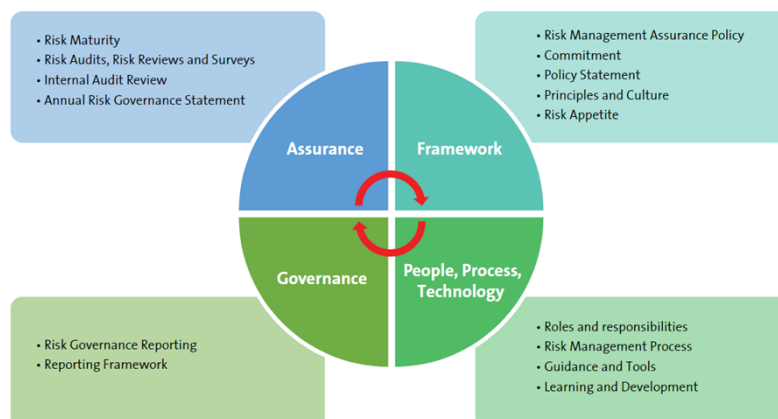 • Risk Maturity
• Risk Audits, Risk Reviews and Surveys
• Internal Audit Review
• Annual Risk Governance Statement
• Risk Management Assurance Policy
• Commitment
• Policy Statement
• Principles and Culture
• Risk Appetite
Assurance
Framework
Governance
People, Process,
Technology
• Risk Governance Reporting
• Reporting Framework
• Roles and responsibilities
• Risk Management Process
• Guidance and Tools
• Learning and Development